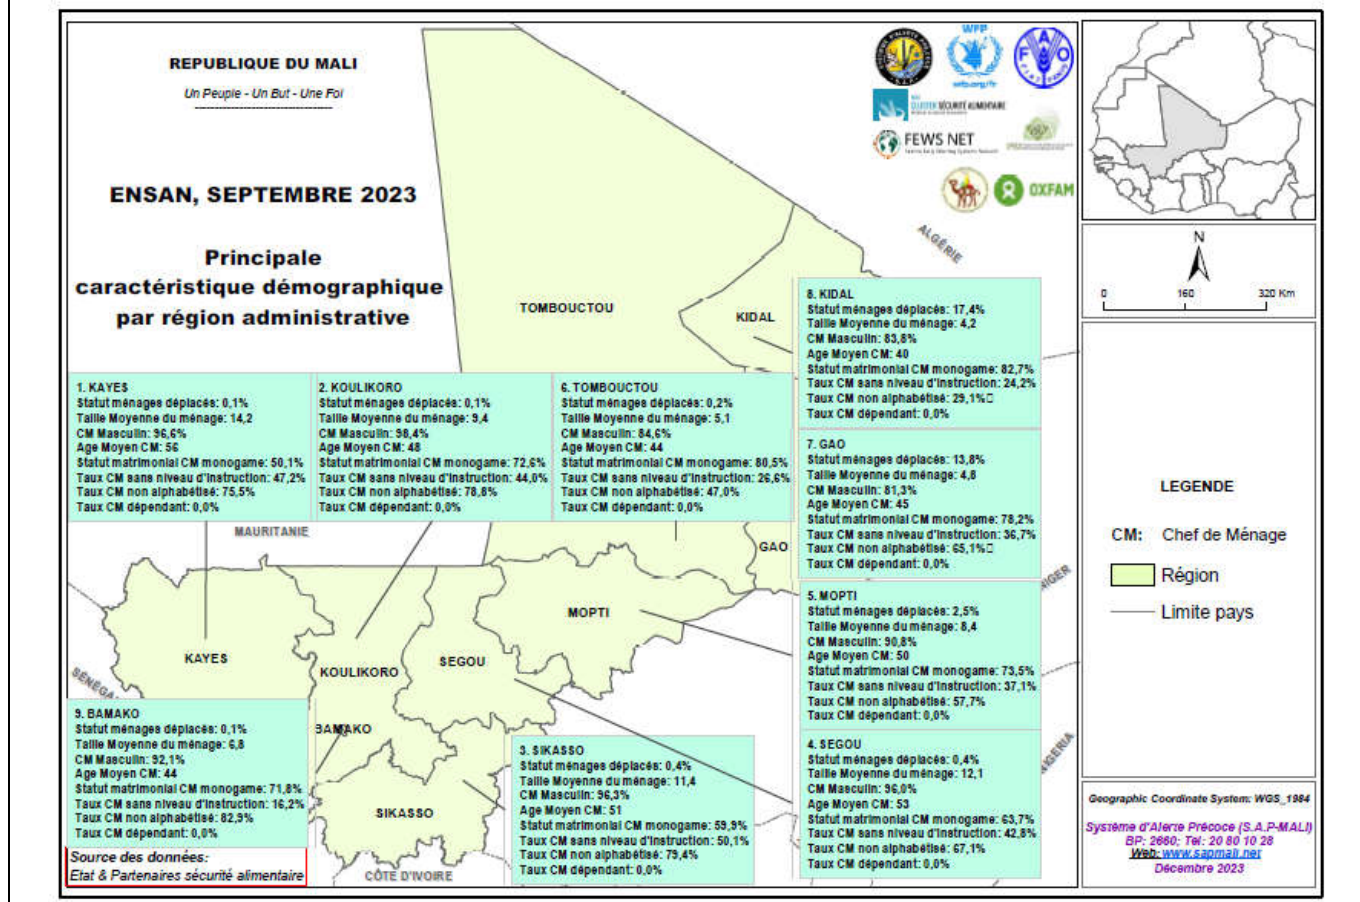 REPUBLIQUE DU MALI
Un Peuple - Un But - Une Foi
ENSAN, SEPTEMBRE 2023
Principale
caractéristique démographique
par région administrative
WFP
wfp.org/fr
FAO
CLUSTER SÉCURITÉ ALIMENTAIRE
FEWS NET
OXFAM
ALGÉRIE
TOMBOUCTOU
KIDAL
8. KIDAL
Statut ménages déplacés: 17,4%
Taille Moyenne du ménage: 4,2
CM Masculin: 83,8%
Age Moyen CM: 40
Statut matrimonial CM monogame: 82,7%
Taux CM sans niveau d'instruction: 24,2%
Taux CM non alphabétisé: 29,1%
Taux CM dépendant: 0,0%
1. KAYES
Statut ménages déplacés: 0,1%
Taille Moyenne du ménage: 14,2
CM Masculin: 96,6%
Age Moyen CM: 56
Statut matrimonial CM monogame: 50,1%
Taux CM sans niveau d'instruction: 47,2%
Taux CM non alphabétisé: 75,5%
Taux CM dépendant: 0,0%
2. KOULIKORO
Statut ménages déplacés: 0,1%
Taille Moyenne du ménage: 9,4
CM Masculin: 98,4%
Age Moyen CM: 48
Statut matrimonial CM monogame: 72,6%
Taux CM sans niveau d'instruction: 44,0%
Taux CM non alphabétisé: 78,8%
Taux CM dépendant: 0,0%
6. TOMBOUCTOU
Statut ménages déplacés: 0,2%
Taille Moyenne du ménage: 5,1
CM Masculin: 84,6%
Age Moyen CM: 44
Statut matrimonial CM monogame: 80,5%
Taux CM sans niveau d'instruction: 26,6%
Taux CM non alphabétisé: 47,0%
Taux CM dépendant: 0,0%
7. GAO
Statut ménages déplacés: 13,8%
Taille Moyenne du ménage: 4,8
CM Masculin: 81,3%
Age Moyen CM: 45
Statut matrimonial CM monogame: 78,2%
Taux CM sans niveau d'instruction: 36,7%
Taux CM non alphabétisé: 65,1%
Taux CM dépendant: 0,0%
MAURITANIE
GAO
NIGER
5. MOPTI
Statut ménages déplacés: 2,5%
Taille Moyenne du ménage: 8,4
CM Masculin: 90,8%
Age Moyen CM: 50
Statut matrimonial CM monogame: 73,5%
Taux CM sans niveau d'instruction: 37,1%
Taux CM non alphabétisé: 57,7%
Taux CM dépendant: 0,0%
MOPTI
KAYES
KOULIKORO
SEGOU
SÉNÉGA
BAMAKO
SIKASSO
NIGERIA
CÔTE D'IVOIRE
9. BAMAKO
Statut ménages déplacés: 0,1%
Taille Moyenne du ménage: 6,8
CM Masculin: 92,1%
Age Moyen CM: 44
Statut matrimonial CM monogame: 71,8%
Taux CM sans niveau d'instruction: 16,2%
Taux CM non alphabétisé: 82,9%
Taux CM dépendant: 0,0%
3. SIKASSO
Statut ménages déplacés: 0,4%
Taille Moyenne du ménage: 11,4
CM Masculin: 96,3%
Age Moyen CM: 51
Statut matrimonial CM monogame: 59,9%
Taux CM sans niveau d'instruction: 50,1%
Taux CM non alphabétisé: 79,4%
Taux CM dépendant: 0,0%
4. SEGOU
Statut ménages déplacés: 0,4%
Taille Moyenne du ménage: 12,1
CM Masculin: 96,0%
Age Moyen CM: 53
Statut matrimonial CM monogame: 63,7%
Taux CM sans niveau d'instruction: 42,8%
Taux CM non alphabétisé: 67,1%
Taux CM dépendant: 0,0%
Source des données:
Etat & Partenaires sécurité alimentaire
N
0 160 320 Km
LEGENDE
CM: Chef de Ménage
Région
Limite pays
Geographic Coordinate System: WGS_1984
Système d'Alerte Précoce (S.A.P-MALI)
BP: 2660; Tél: 20 80 10 28
Web: www.sapmali.net
Décembre 2023